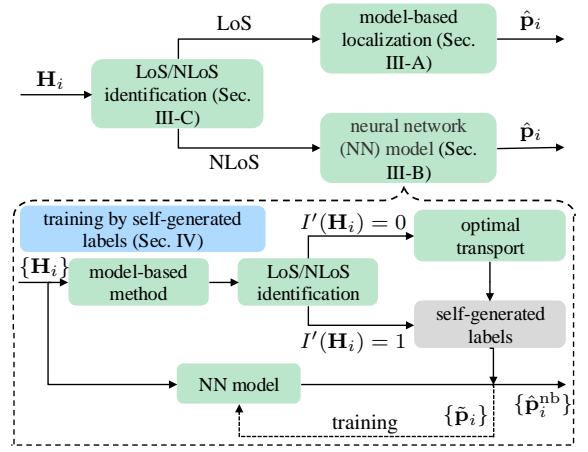 LoS
model-based
localization (Sec.
III-A)
p̂ᵢ
Hᵢ
LoS/NLoS
identification (Sec.
III-C)
NLoS
neural network
(NN) model (Sec.
III-B)
p̂ᵢ
training by self-generated
labels (Sec. IV)
{Hᵢ}
model-based
method
LoS/NLoS
identification
I′(Hᵢ) = 0
optimal
transport
I′(Hᵢ) = 1
self-generated
labels
NN model
training
{p̃ᵢ}
{p̂ᵢⁿᵇ}